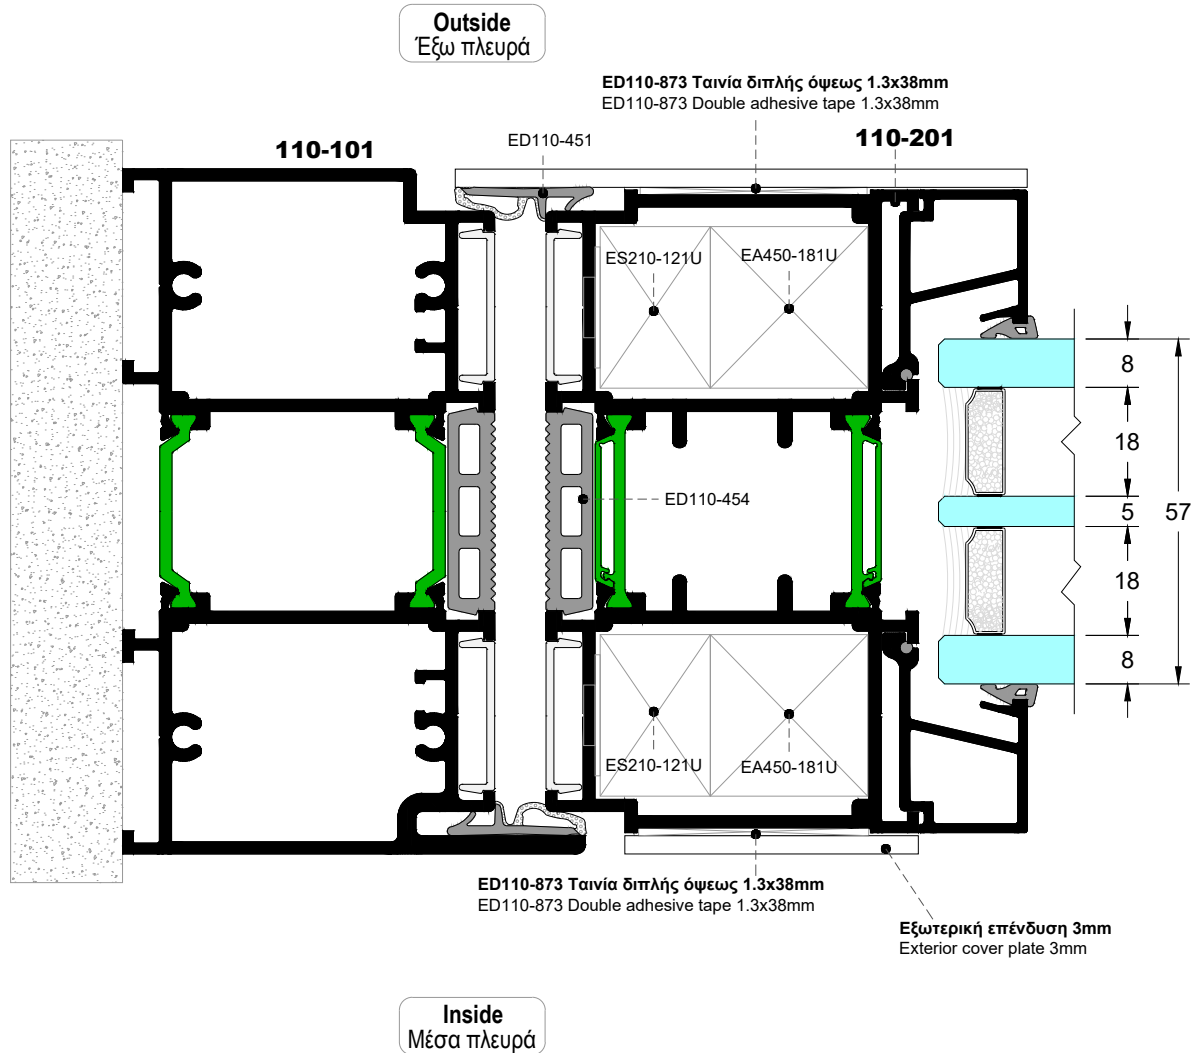 Outside
Έξω πλευρά
ED110-873 Ταινία διπλής όψεως 1.3x38mm
ED110-873 Double adhesive tape 1.3x38mm
110-101
ED110-451
110-201
ES210-121U
EA450-181U
8
18
ED110-454
5
57
18
8
ES210-121U
EA450-181U
ED110-873 Ταινία διπλής όψεως 1.3x38mm
ED110-873 Double adhesive tape 1.3x38mm
Εξωτερική επένδυση 3mm
Exterior cover plate 3mm
Inside
Μέσα πλευρά